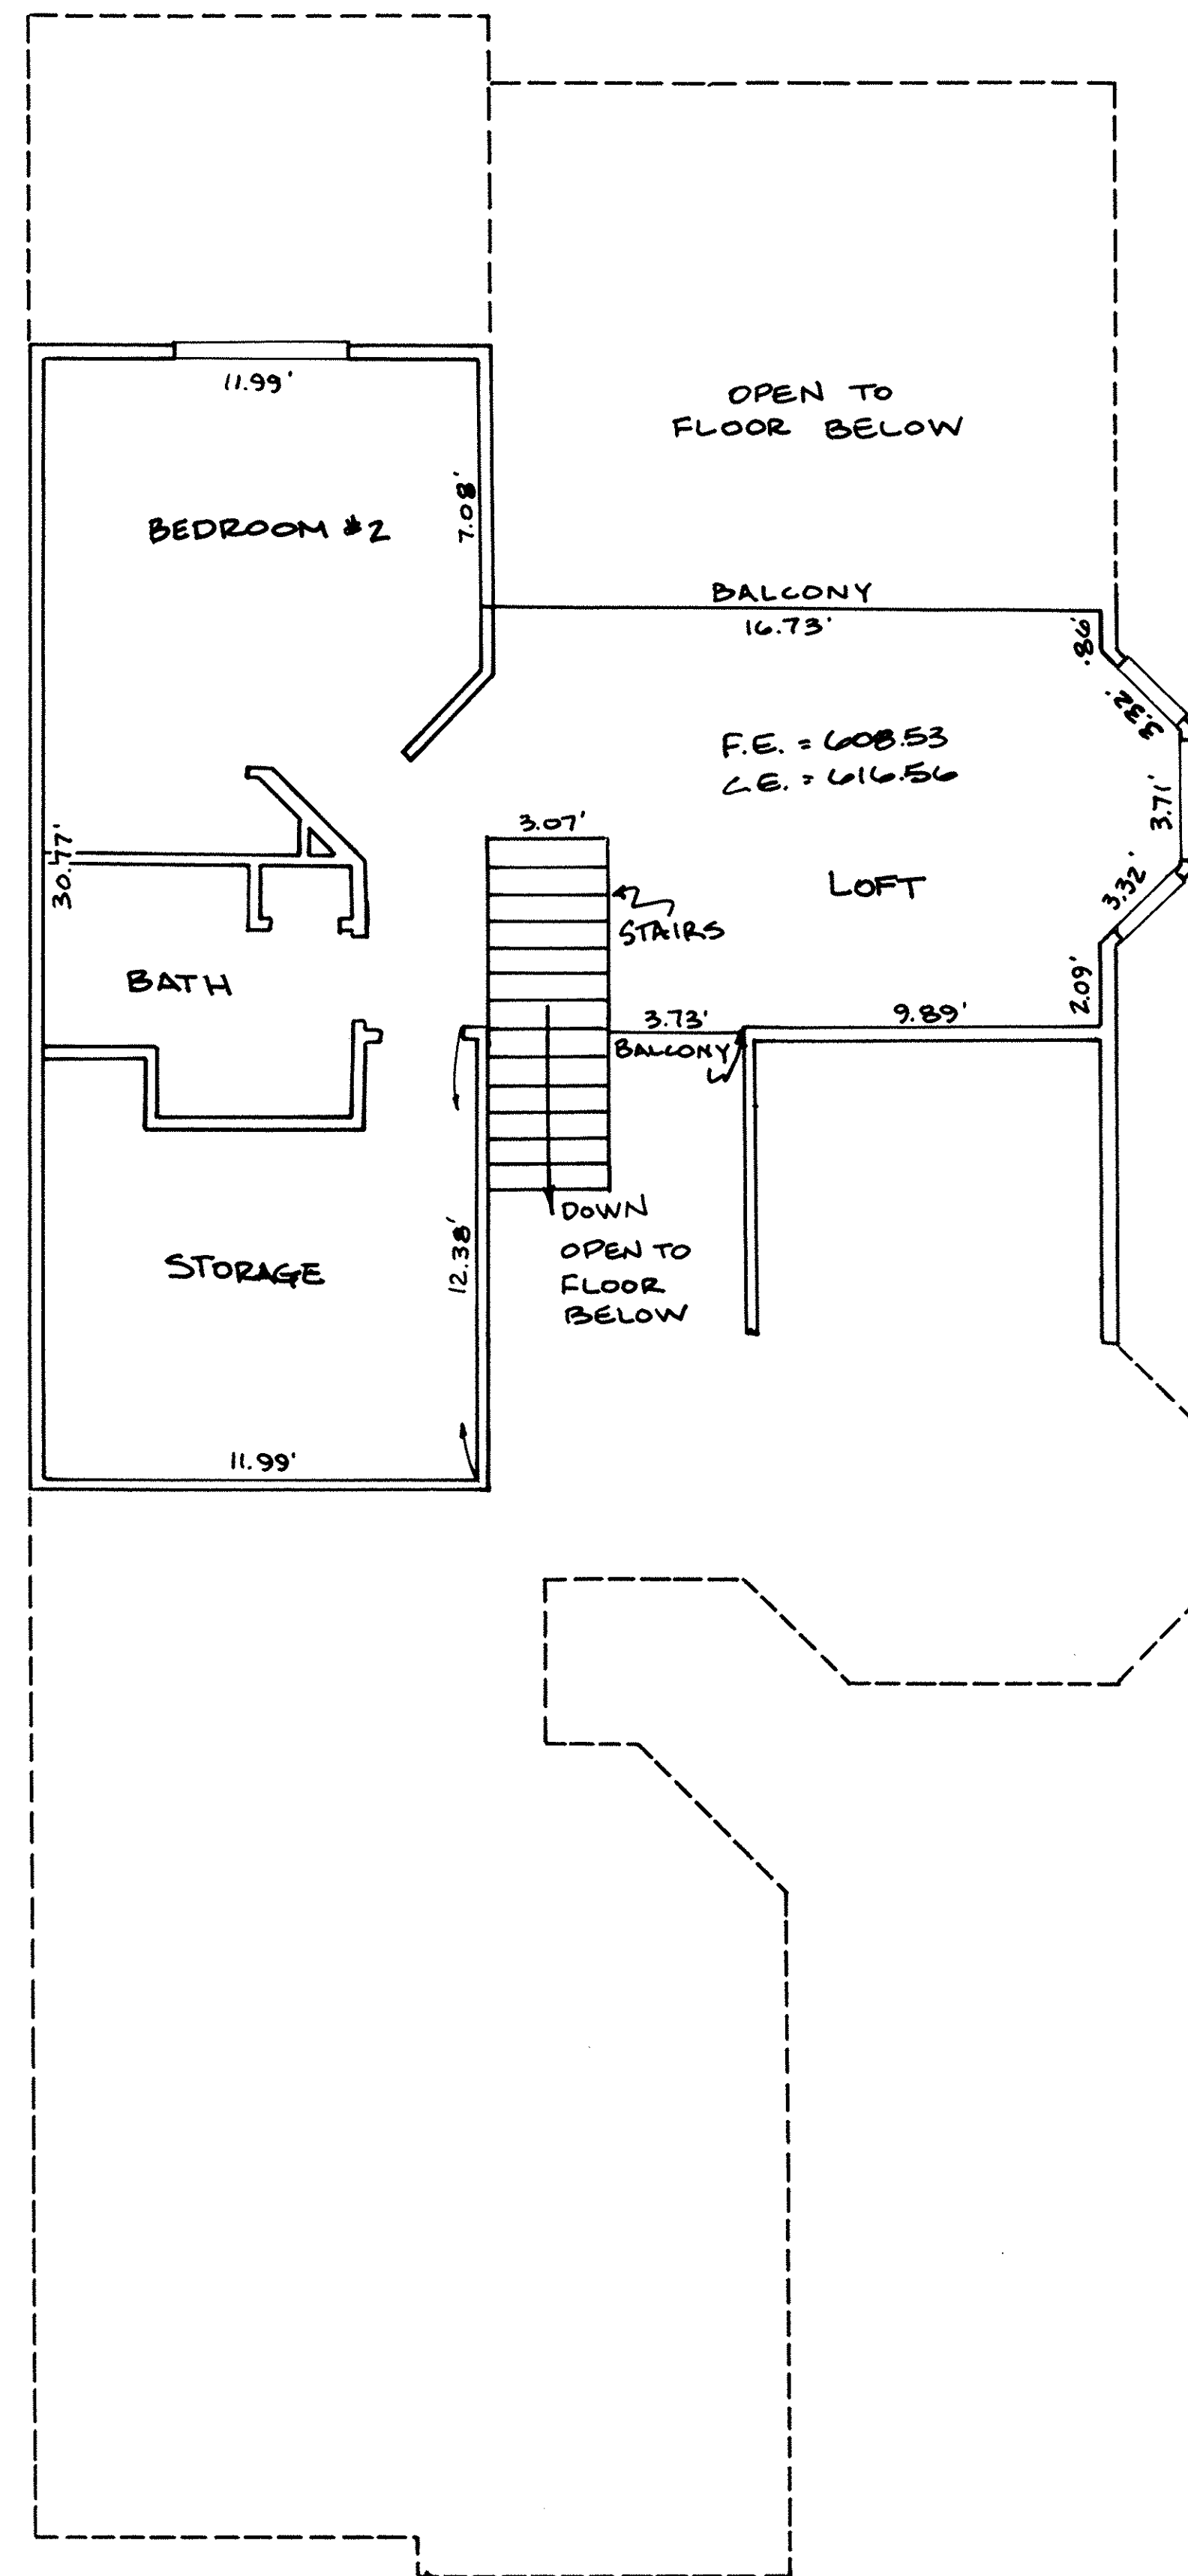 11.99'
OPEN TO
FLOOR BELOW
7.08'
BEDROOM #2
BALCONY
16.73'
.86'
3.32'
F.E. = 608.53
C.E. = 616.56
3.71'
3.07'
30.77'
LOFT
3.32'
STAIRS
BATH
2.09'
3.73'
9.89'
BALCONY
DOWN
12.38'
OPEN TO
FLOOR
BELOW
STORAGE
11.99'